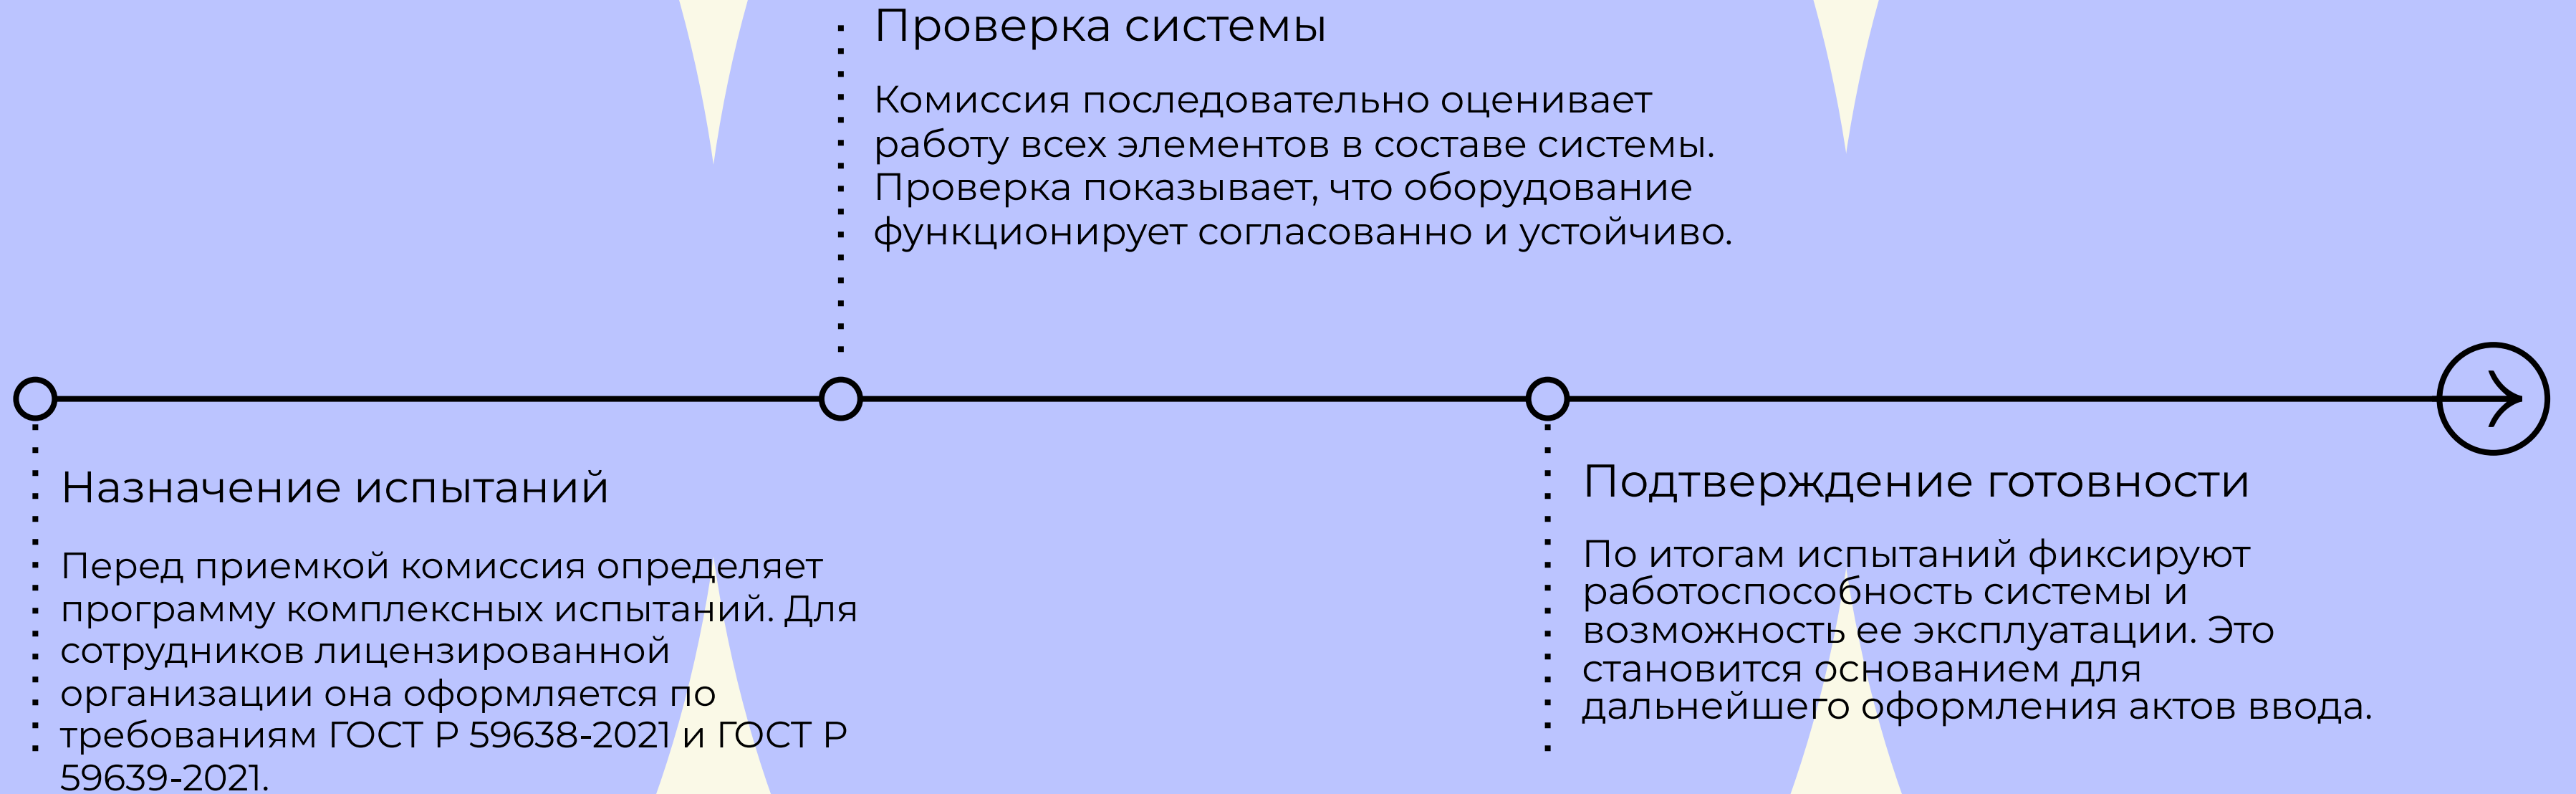 Проверка системы
Комиссия последовательно оценивает
работу всех элементов в составе системы.
Проверка показывает, что оборудование
функционирует согласованно и устойчиво.
Назначение испытаний
Перед приемкой комиссия определяет
программу комплексных испытаний. Для
сотрудников лицензированной
организации она оформляется по
требованиям ГОСТ Р 59638-2021 и ГОСТ Р
59639-2021.
Подтверждение готовности
По итогам испытаний фиксируют
работоспособность системы и
возможность ее эксплуатации. Это
становится основанием для
дальнейшего оформления актов ввода.